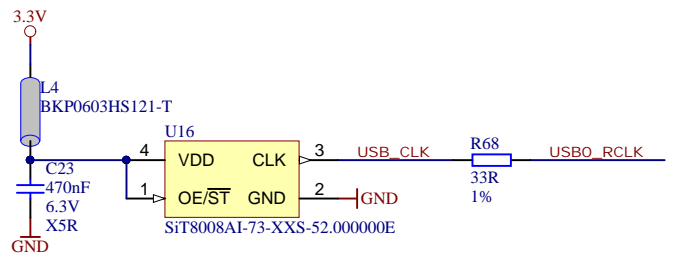 3.3V
L4
BKP0603HS121-T
U16
4 VDD CLK 3
USB_CLK
R68
USB0_RCLK
33R
1%
C23
470nF
6.3V
X5R
1 OE/ST GND 2
GND
SiT8008AI-73-XXS-52.000000E
GND